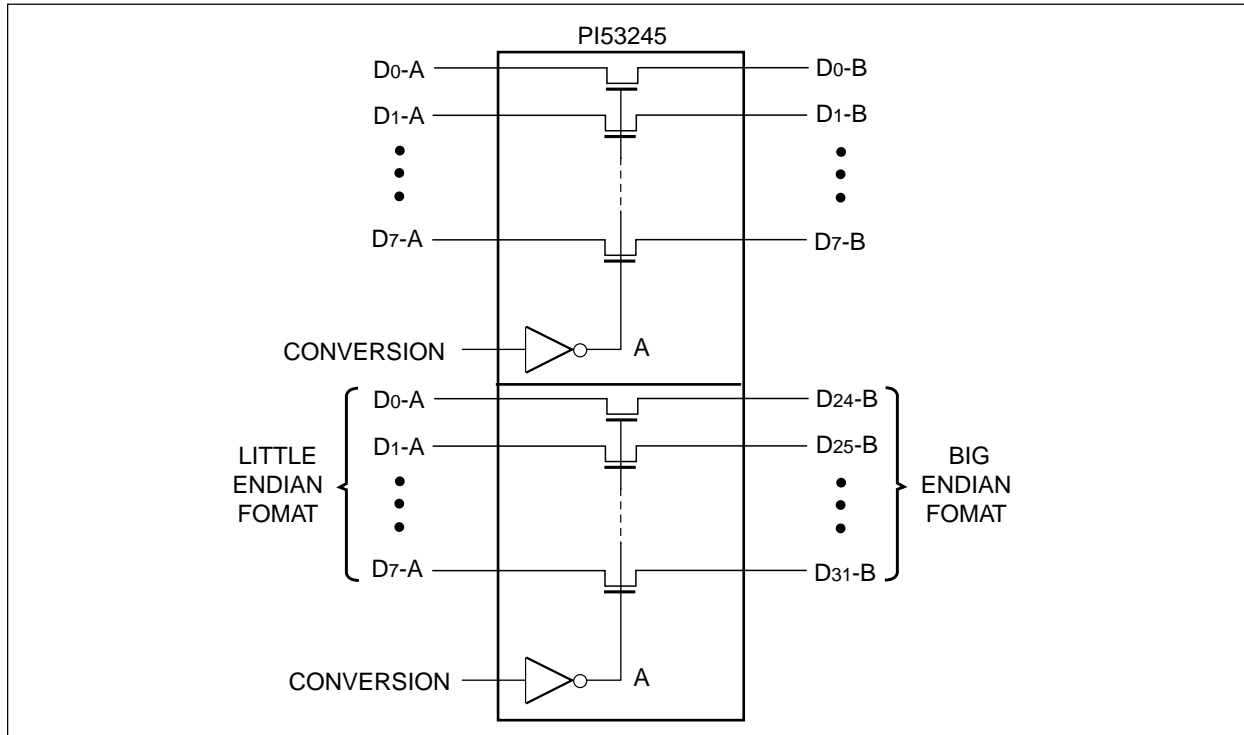 PI53245
D0-A D0-B
D1-A D1-B
D7-A D7-B
CONVERSION A
D0-A D24-B
D1-A D25-B
LITTLE
ENDIAN
FOMAT
BIG
ENDIAN
FOMAT
D7-A D31-B
CONVERSION A